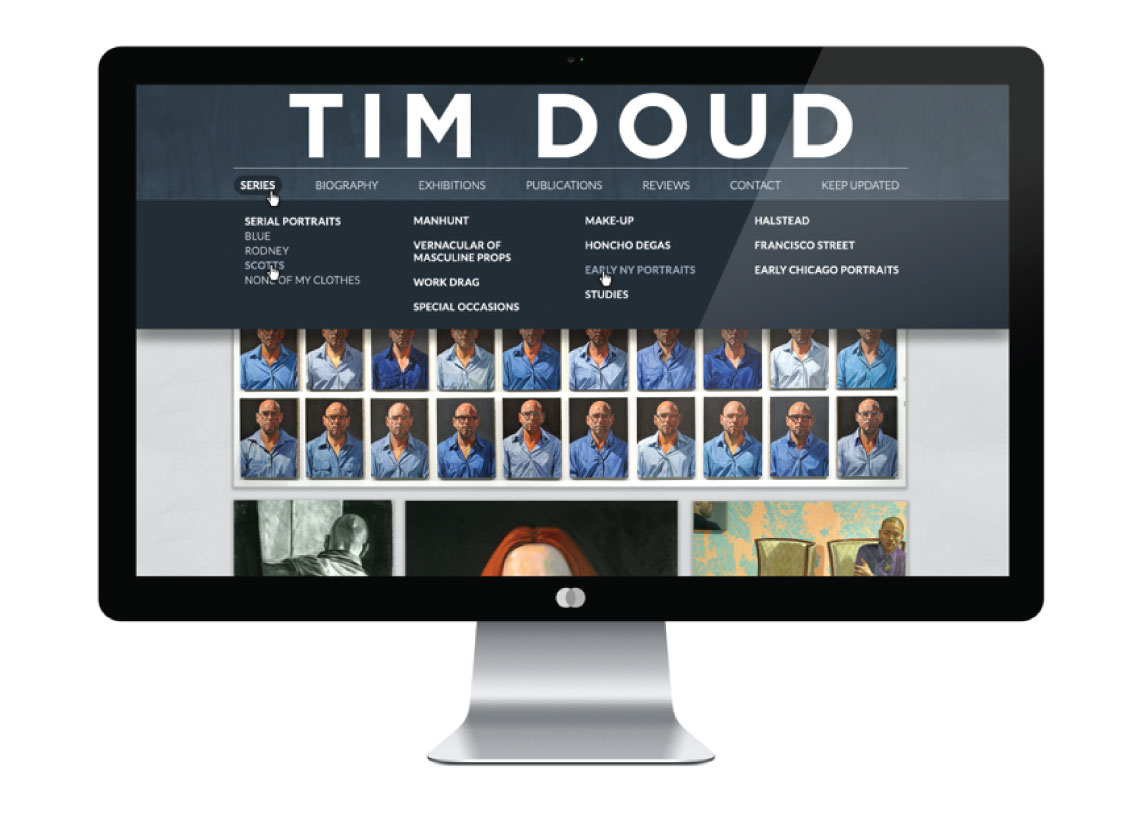 TIM DOUD
SERIES BIOGRAPHY EXHIBITIONS PUBLICATIONS REVIEWS CONTACT KEEP UPDATED
SERIAL PORTRAITS
BLUE
RODNEY
SCOTTS
NONE OF MY CLOTHES
MANHUNT
VERNACULAR OF
MASCULINE PROPS
WORK DRAG
SPECIAL OCCASIONS
MAKE-UP
HONCHO DEGAS
EARLY NY PORTRAITS
STUDIES
HALSTEAD
FRANCISCO STREET
EARLY CHICAGO PORTRAITS